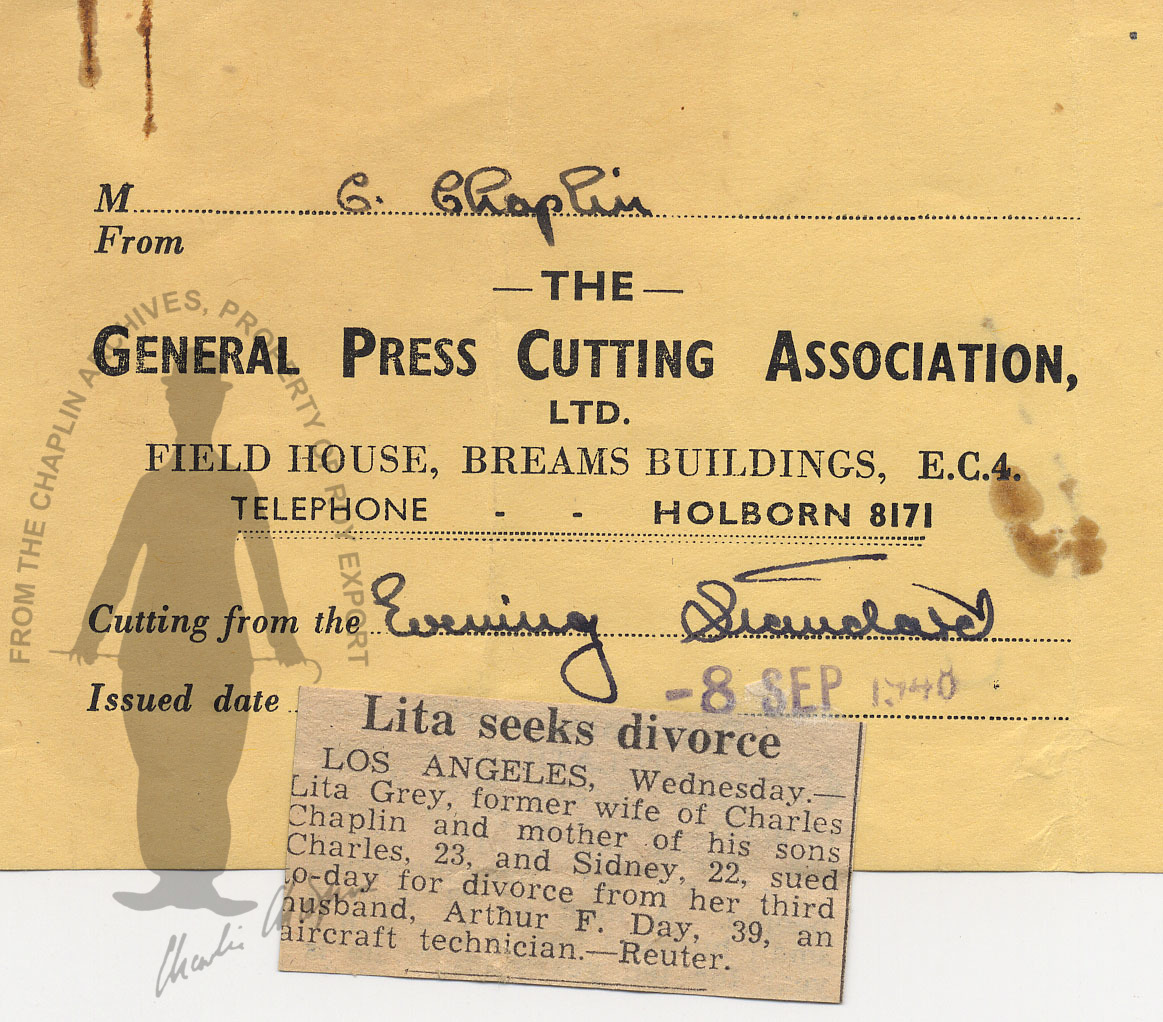 M C. Chaplin
From
— THE —
GENERAL PRESS CUTTING ASSOCIATION,
LTD.
FIELD HOUSE, BREAMS BUILDINGS, E.C.4.
TELEPHONE - - HOLBORN 8171
Cutting from the Evening Standard
Issued date -8 SEP 1948
Lita seeks divorce
LOS ANGELES, Wednesday.—
Lita Grey, former wife of Charles
Chaplin and mother of his sons
Charles, 23, and Sidney, 22, sued
to-day for divorce from her third
husband, Arthur F. Day, 39, an
aircraft technician.—Reuter.
FROM THE CHAPLIN ARCHIVES, PROPERTY OF ROY EXPORT
Charlie Chaplin